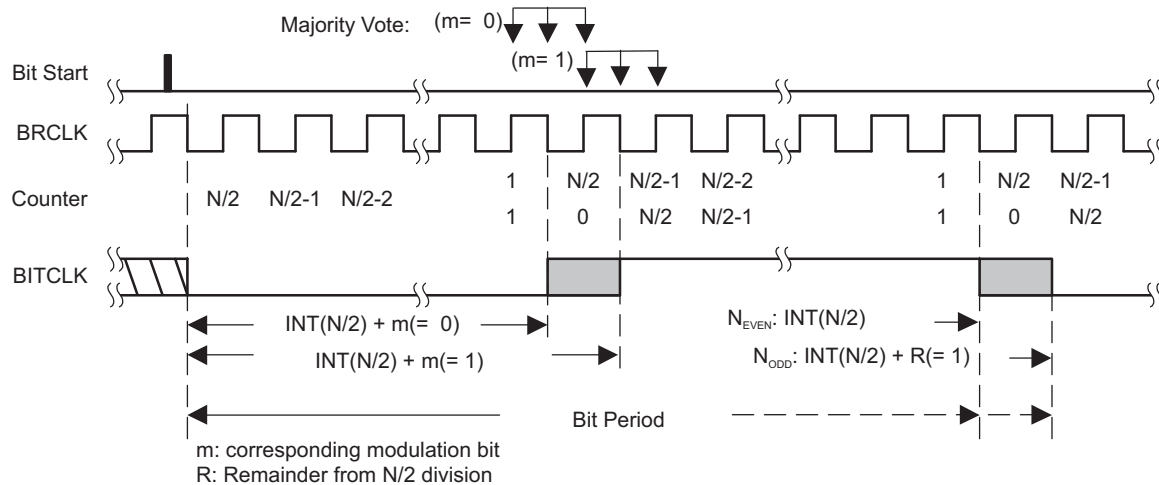 Majority Vote: (m= 0)
(m= 1)
Bit Start
BRCLK
Counter
N/2 N/2-1 N/2-2 1 N/2 N/2-1 N/2-2 1 N/2 N/2-1
1 0 N/2 N/2-1 1 0 N/2
BITCLK
INT(N/2) + m(= 0) NEVEN: INT(N/2)
INT(N/2) + m(= 1) NODD: INT(N/2) + R(= 1)
Bit Period
m: corresponding modulation bit
R: Remainder from N/2 division